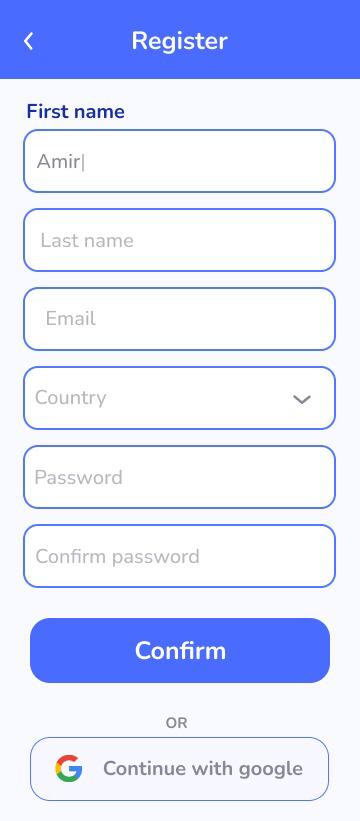 Register
First name
Amir
Last name
Email
Country
Password
Confirm password
Confirm
OR
Continue with google